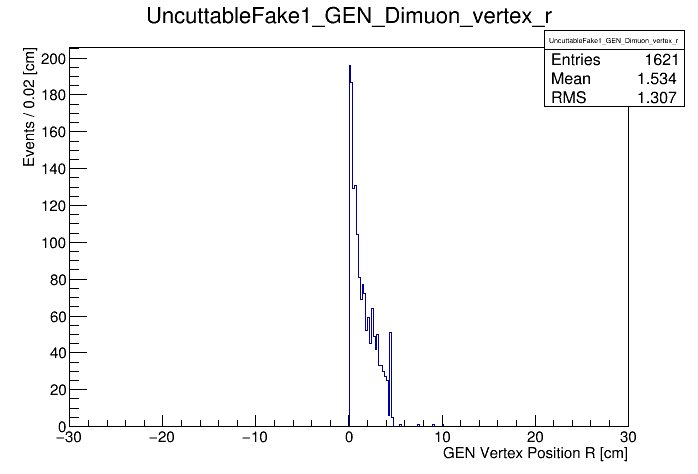 UncuttableFake1_GEN_Dimuon_vertex_r
UncuttableFake1_GEN_Dimuon_vertex_r
Entries 1621
Mean 1.534
RMS 1.307
Events / 0.02 [cm]
200
180
160
140
120
100
80
60
40
20
0
−30 −20 −10 0 10 20 30
GEN Vertex Position R [cm]